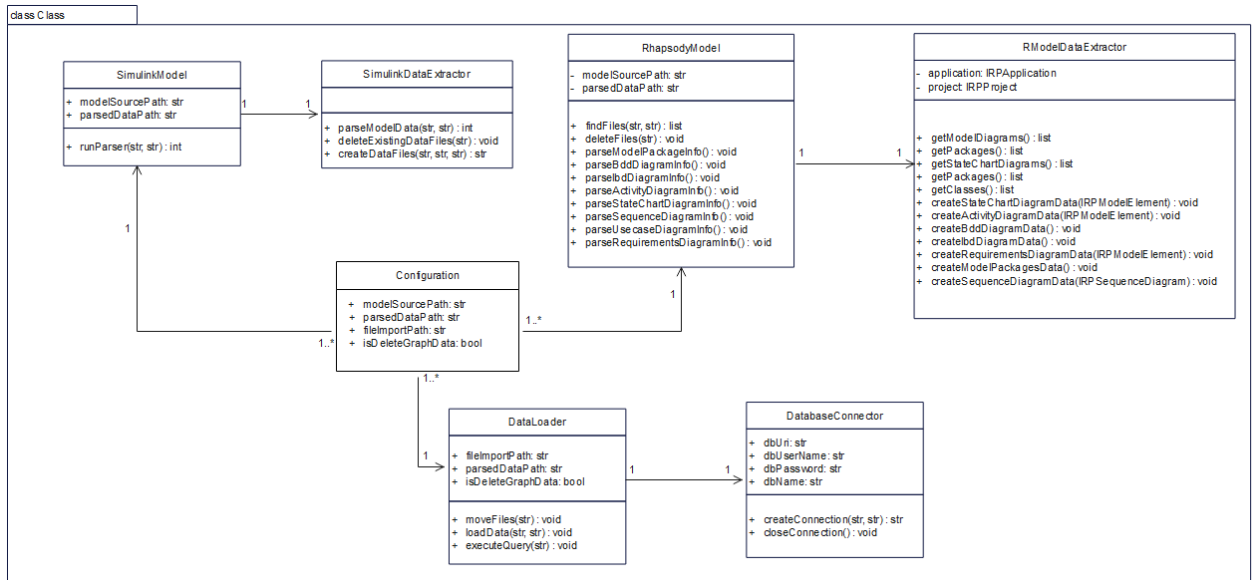 class Class
SimulinkModel
+ modelSourcePath: str
+ parsedDataPath: str
+ runParser(str, str) : int
1
1
SimulinkDataExtractor
+ parseModelData(str, str) : int
+ deleteExistingDataFiles(str) : void
+ createDataFiles(str, str, str) : str
RhapsodyModel
- modelSourcePath: str
- parsedDataPath: str
+ findFiles(str, str) : list
+ deleteFiles(str) : void
+ parseModelPackageInfo() : void
+ parseBddDiagramInfo() : void
+ parseIbdDiagramInfo() : void
+ parseActivityDiagramInfo() : void
+ parseStateChartDiagramInfo() : void
+ parseSequenceDiagramInfo() : void
+ parseUsecaseDiagramInfo() : void
+ parseRequirementsDiagramInfo() : void
1
1
RModelDataExtractor
- application: IRPApplication
- project: IRPProject
+ getModelDiagrams() : list
+ getPackages() : list
+ getStateChartDiagrams() : list
+ getPackages() : list
+ getClasses() : list
+ createStateChartDiagramData(IRPModelElement) : void
+ createActivityDiagramData(IRPModelElement) : void
+ createBddDiagramData() : void
+ createIbdDiagramData() : void
+ createRequirementsDiagramData(IRPModelElement) : void
+ createModelPackagesData() : void
+ createSequenceDiagramData(IRPSequenceDiagram) : void
1
1
Configuration
+ modelSourcePath: str
+ parsedDataPath: str
+ fileImportPath: str
+ isDeleteGraphData: bool
1..*
1..*
1..*
1
DataLoader
+ fileImportPath: str
+ parsedDataPath: str
+ isDeleteGraphData: bool
+ moveFiles(str) : void
+ loadData(str, str) : void
+ executeQuery(str) : void
1
1
DatabaseConnector
+ dbUri: str
+ dbUserName: str
+ dbPassword: str
+ dbName: str
+ createConnection(str, str) : str
+ closeConnection() : void